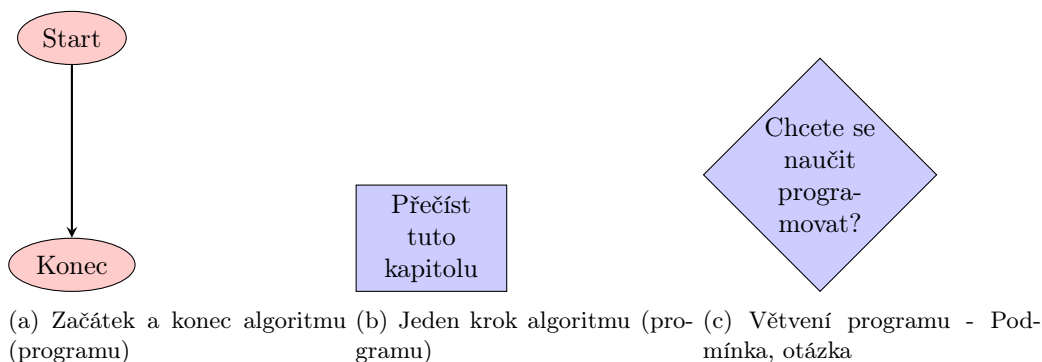 Start
Konec
Přečíst
tuto
kapitolu
Chcete se
naučit
progra-
movat?
(a) Začátek a konec algoritmu
(programu)
(b) Jeden krok algoritmu (pro-
gramu)
(c) Větvení programu - Pod-
mínka, otázka